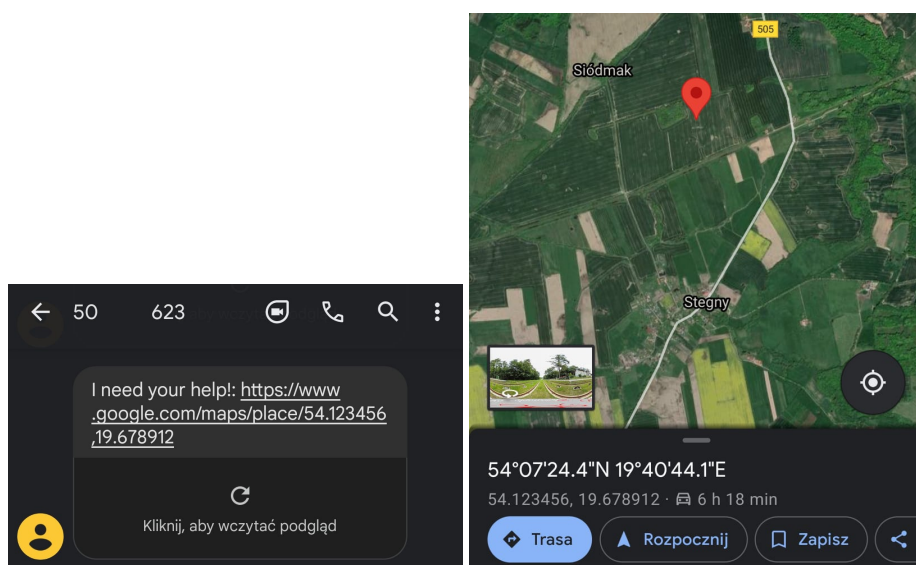 50 623
I need your help!: https://www
.google.com/maps/place/54.123456
,19.678912
Kliknij, aby wczytać podgląd
505
Siódmak
Stegny
54°07'24.4"N 19°40'44.1"E
54.123456, 19.678912 · 6 h 18 min
Trasa
Rozpocznij
Zapisz